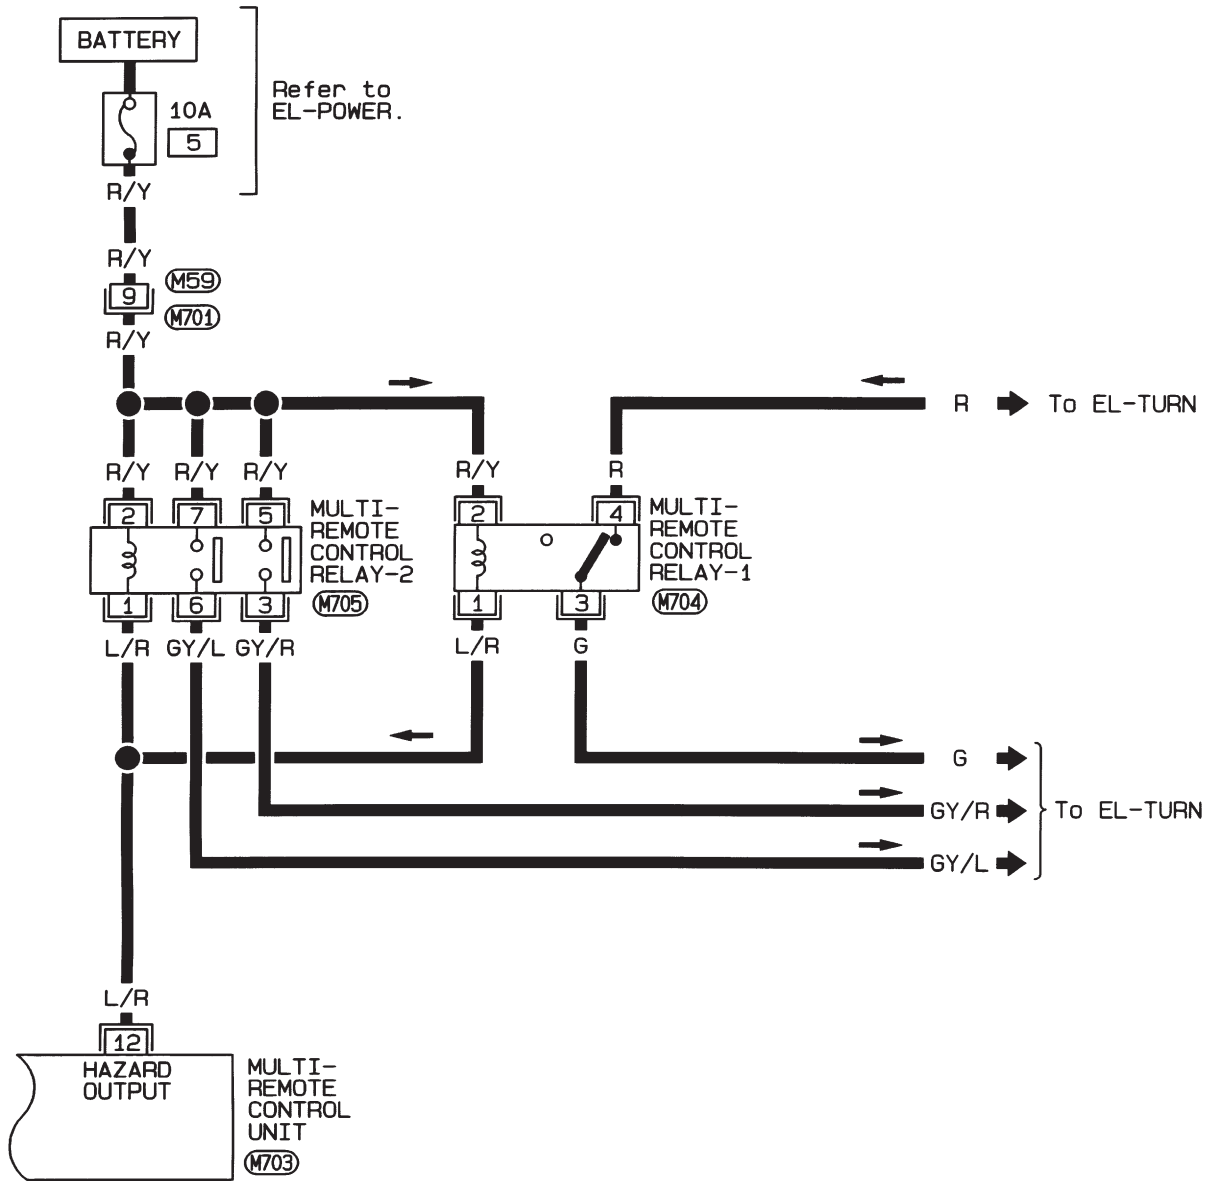 BATTERY
10A
5
Refer to
EL-POWER.
R/Y
R/Y
M59
9
M701
R/Y
R
To EL-TURN
R/Y
R/Y
R/Y
R/Y
R
2
7
5
MULTI-
REMOTE
CONTROL
RELAY-2
M705
2
4
MULTI-
REMOTE
CONTROL
RELAY-1
M704
1
6
3
1
3
L/R
GY/L
GY/R
L/R
G
G
GY/R
To EL-TURN
GY/L
L/R
12
HAZARD
OUTPUT
MULTI-
REMOTE
CONTROL
UNIT
M703